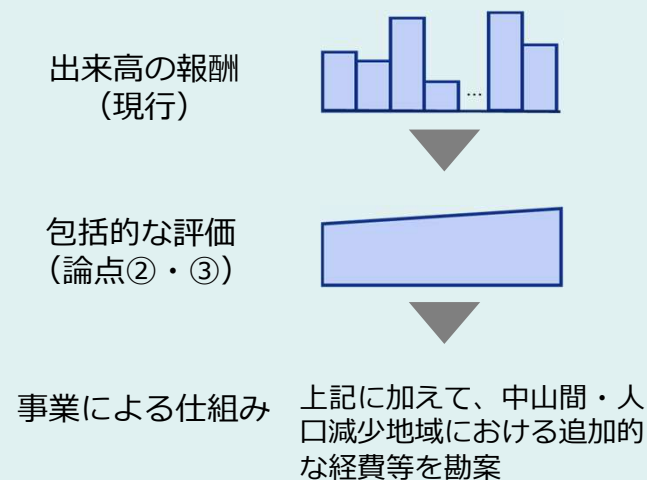 出来高の報酬
（現行）
…
包括的な評価
（論点②・③）
事業による仕組み
上記に加えて、中山間・人
口減少地域における追加的
な経費等を勘案